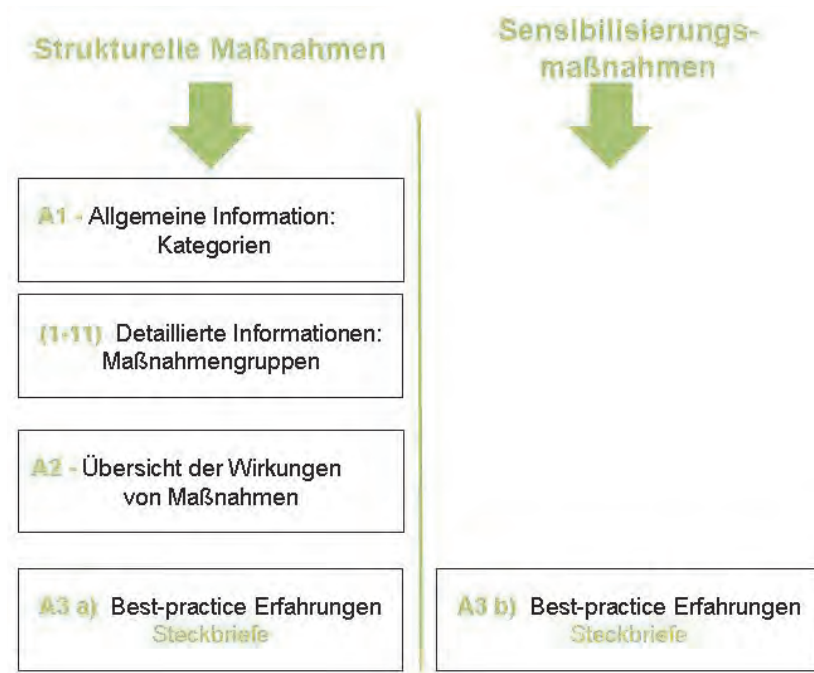 Strukturelle Maßnahmen
A1 - Allgemeine Information:
Kategorien
(1-11) Detaillierte Informationen:
Maßnahmengruppen
A2 - Übersicht der Wirkungen
von Maßnahmen
A3 a) Best-practice Erfahrungen
Steckbriefe
Sensibilisierungs-
maßnahmen
A3 b) Best-practice Erfahrungen
Steckbriefe